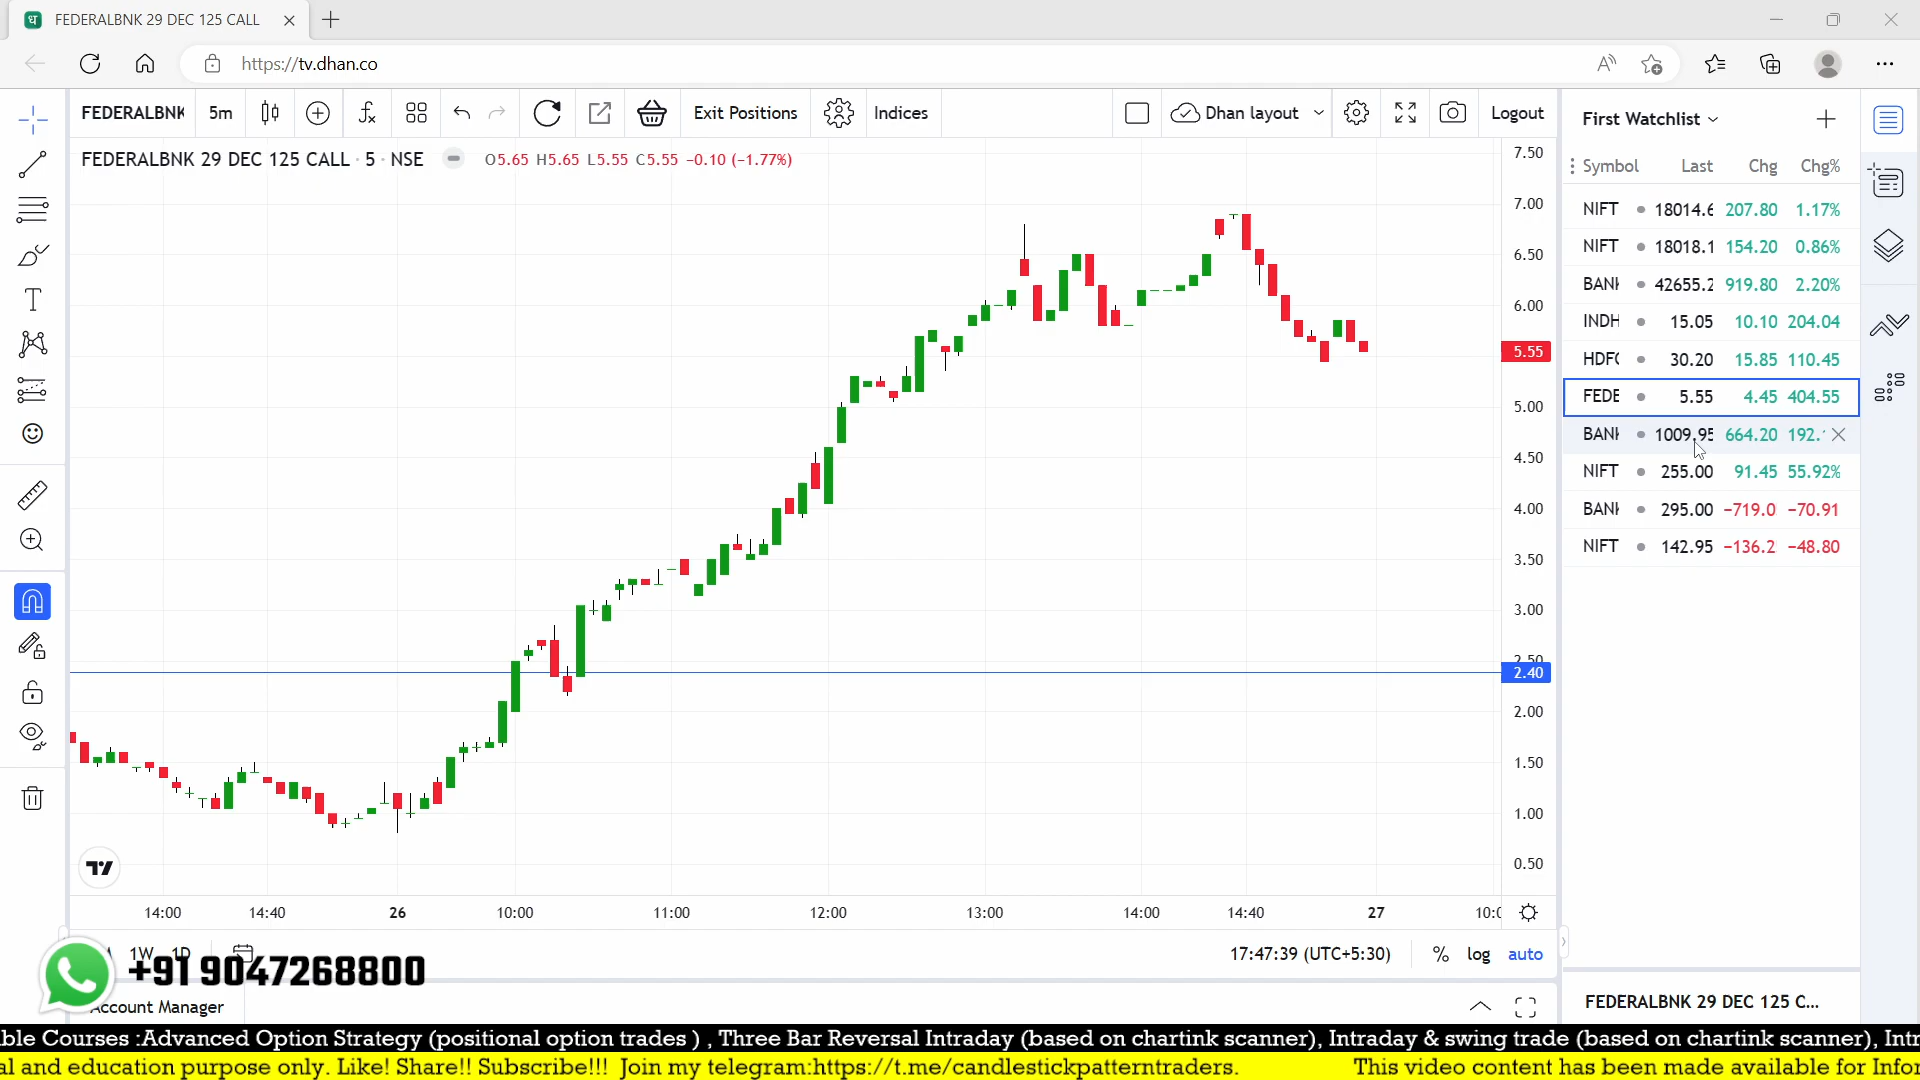 FEDERALBNK 29 DEC 125 CALL
https://tv.dhan.co
FEDERALBNK 5m Exit Positions Indices Dhan layout Logout
FEDERALBNK 29 DEC 125 CALL · 5 · NSE O5.65 H5.65 L5.55 C5.55 −0.10 (−1.77%)
First Watchlist
Symbol Last Chg Chg%
NIFT 18014.6 207.80 1.17%
NIFT 18018.1 154.20 0.86%
BANK 42655.2 919.80 2.20%
INDH 15.05 10.10 204.04
HDFC 30.20 15.85 110.45
FEDE 5.55 4.45 404.55
BANK 1009.95 664.20 192.
NIFT 255.00 91.45 55.92%
BANK 295.00 −719.0 −70.91
NIFT 142.95 −136.2 −48.80
7.50
7.00
6.50
6.00
5.55
5.00
4.50
4.00
3.50
3.00
2.50
2.40
2.00
1.50
1.00
0.50
14:00 14:40 26 10:00 11:00 12:00 13:00 14:00 14:40 27 10:0
1W 1D
17:47:39 (UTC+5:30) % log auto
+91 9047268800
Account Manager
FEDERALBNK 29 DEC 125 C...
ble Courses :Advanced Option Strategy (positional option trades ) , Three Bar Reversal Intraday (based on chartink scanner), Intraday & swing trade (based on chartink scanner), Intr
al and education purpose only. Like! Share!! Subscribe!!! Join my telegram:https://t.me/candlestickpatterntraders. This video content has been made available for Infor